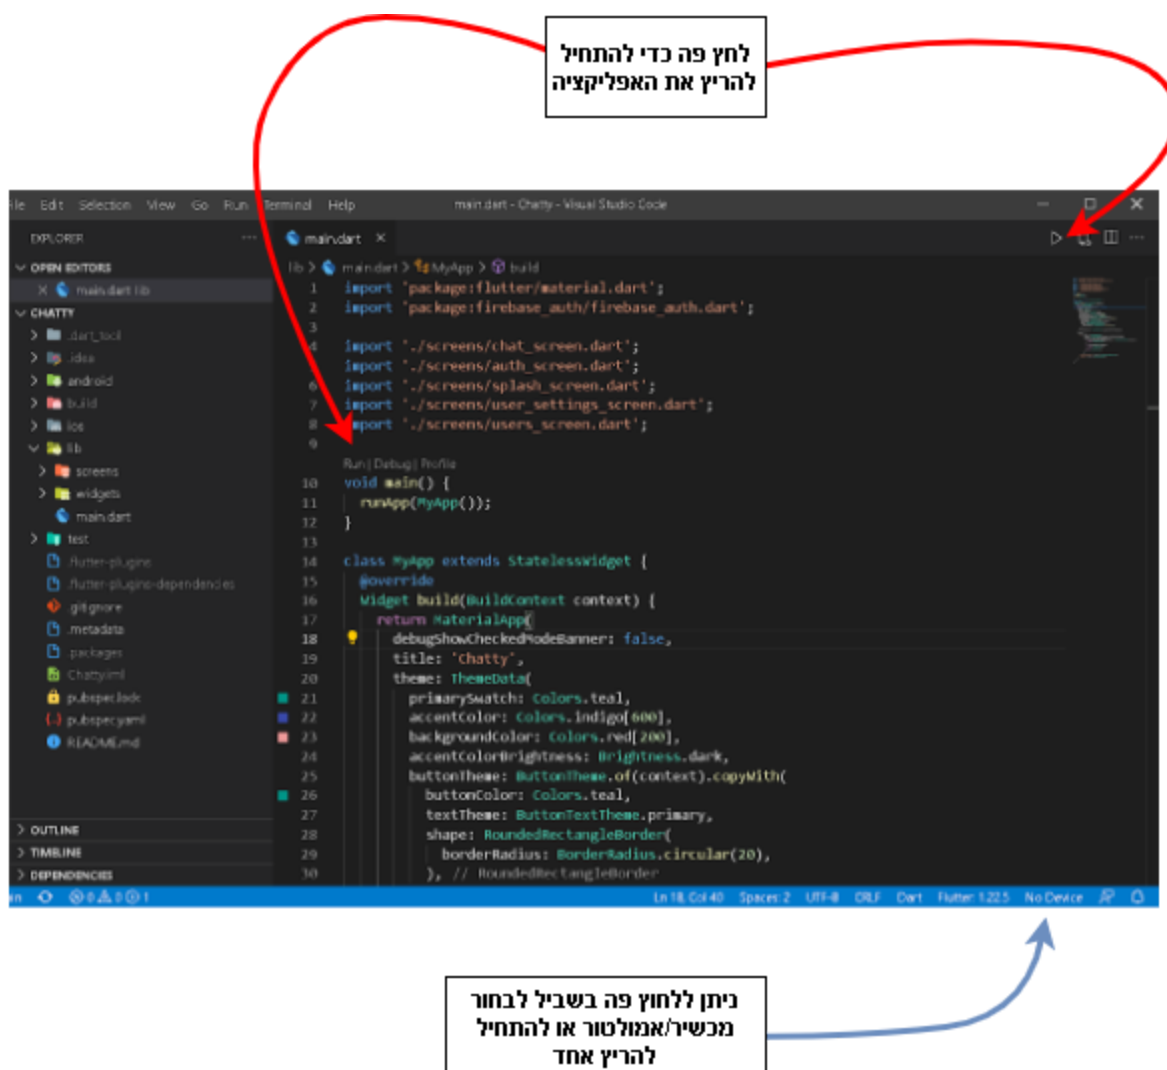 לחץ פה כדי להתחיל
להריץ את האפליקציה
ile Edit Selection View Go Run Terminal Help main.dart - Chatty - Visual Studio Code
EXPLORER
OPEN EDITORS
main.dart lib
CHATTY
.dart_tool
.idea
android
build
ios
lib
screens
widgets
main.dart
test
.flutter-plugins
.flutter-plugins-dependencies
.gitignore
.metadata
.packages
Chatty.iml
pubspec.lock
pubspec.yaml
README.md
OUTLINE
TIMELINE
DEPENDENCIES
main.dart
lib > main.dart > MyApp > build
1 import 'package:flutter/material.dart';
2 import 'package:firebase_auth/firebase_auth.dart';
3
4 import './screens/chat_screen.dart';
import './screens/auth_screen.dart';
6 import './screens/splash_screen.dart';
7 import './screens/user_settings_screen.dart';
8 import './screens/users_screen.dart';
9
Run | Debug | Profile
10 void main() {
11 runApp(MyApp());
12 }
13
14 class MyApp extends StatelessWidget {
15 @override
16 Widget build(BuildContext context) {
17 return MaterialApp(
18 debugShowCheckedModeBanner: false,
19 title: 'Chatty',
20 theme: ThemeData(
21 primarySwatch: Colors.teal,
22 accentColor: Colors.indigo[600],
23 backgroundColor: Colors.red[200],
24 accentColorBrightness: Brightness.dark,
25 buttonTheme: ButtonTheme.of(context).copyWith(
26 buttonColor: Colors.teal,
27 textTheme: ButtonTextTheme.primary,
28 shape: RoundedRectangleBorder(
29 borderRadius: BorderRadius.circular(20),
30 ), // RoundedRectangleBorder
0 0 1 Ln 18, Col 40 Spaces: 2 UTF-8 CRLF Dart Flutter: 1.22.5 No Device
ניתן ללחוץ פה בשביל לבחור
מכשיר/אמולטור או להתחיל
להריץ אחד